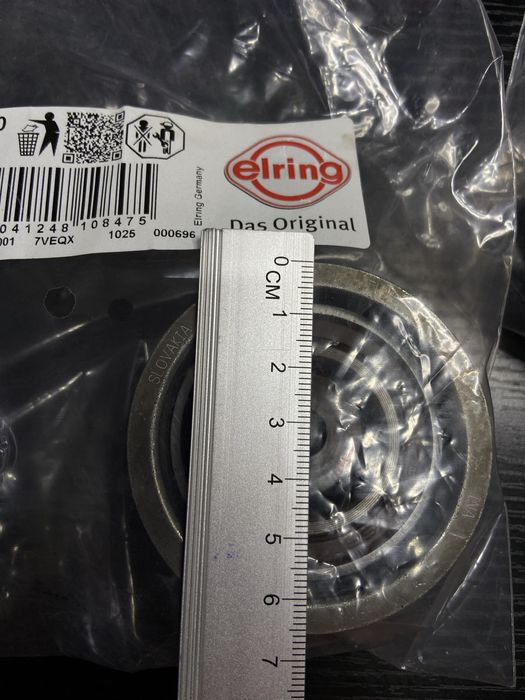 elring
Das Original
Elring Germany
041248 108475
001 7VEQX 1025 000696
SLOVAKIA
0
CM
1
2
3
4
5
6
7